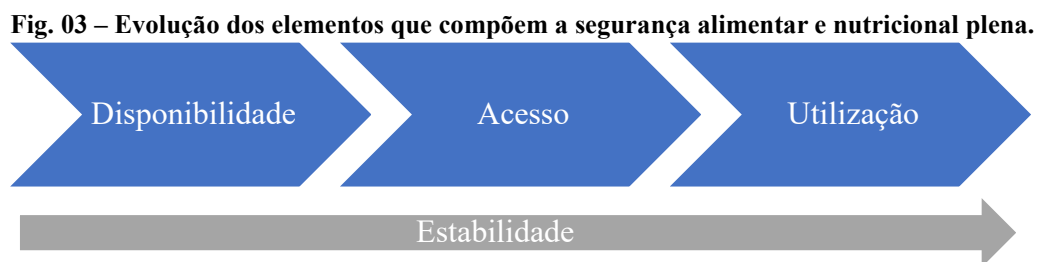 Fig. 03 – Evolução dos elementos que compõem a segurança alimentar e nutricional plena.
Disponibilidade
Acesso
Utilização
Estabilidade